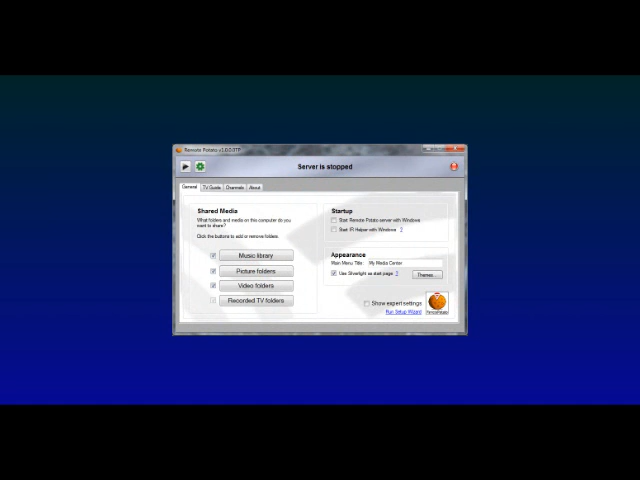 Remote Potato v1.0.0.BTP
Server is stopped
General TV Guide Channels About
Shared Media
What folders and media on this computer do you
want to share?
Click the buttons to add or remove folders.
Music library
Picture folders
Video folders
Recorded TV folders
Startup
Start Remote Potato server with Windows
Start IR Helper with Windows ?
Appearance
Main Menu Title: My Media Center
Use Silverlight as start page ?
Themes...
Show expert settings
Run Setup Wizard
RemotePotato